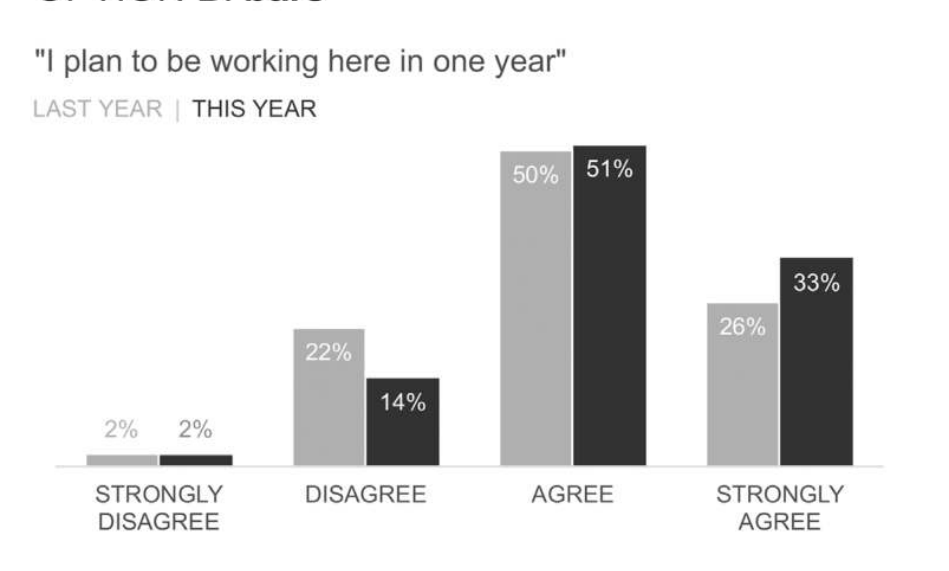 "I plan to be working here in one year"
LAST YEAR | THIS YEAR
50% 51%
33%
26%
22%
14%
2% 2%
STRONGLY DISAGREE AGREE STRONGLY
DISAGREE AGREE